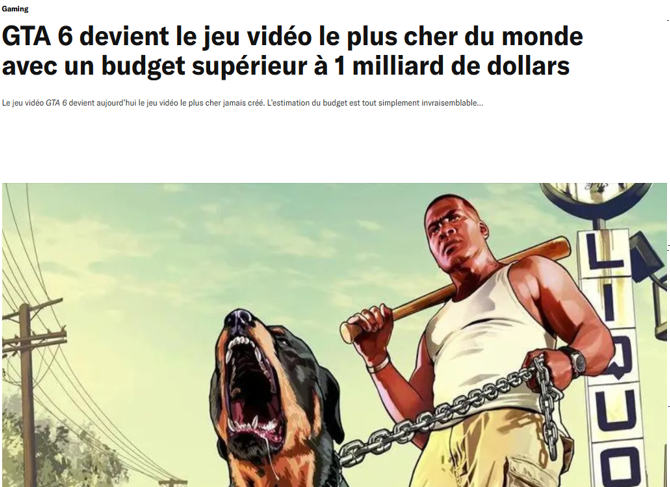 Gaming
GTA 6 devient le jeu vidéo le plus cher du monde
avec un budget supérieur à 1 milliard de dollars
Le jeu vidéo GTA 6 devient aujourd'hui le jeu vidéo le plus cher jamais créé. L'estimation du budget est tout simplement invraisemblable...
LIQUO